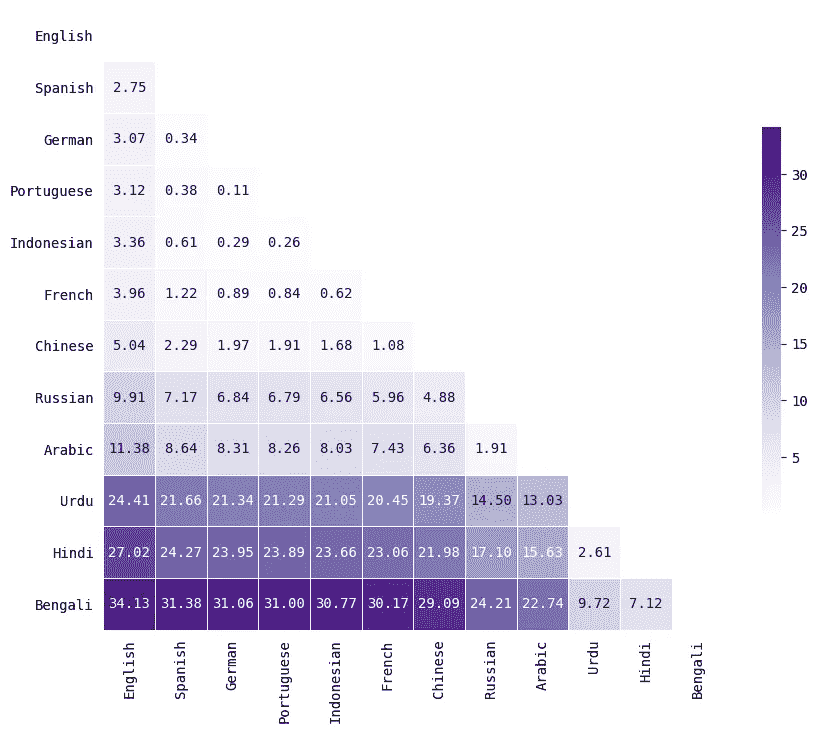 English
Spanish 2.75
German 3.07 0.34
Portuguese 3.12 0.38 0.11
Indonesian 3.36 0.61 0.29 0.26
French 3.96 1.22 0.89 0.84 0.62
Chinese 5.04 2.29 1.97 1.91 1.68 1.08
Russian 9.91 7.17 6.84 6.79 6.56 5.96 4.88
Arabic 11.38 8.64 8.31 8.26 8.03 7.43 6.36 1.91
Urdu 24.41 21.66 21.34 21.29 21.05 20.45 19.37 14.50 13.03
Hindi 27.02 24.27 23.95 23.89 23.66 23.06 21.98 17.10 15.63 2.61
Bengali 34.13 31.38 31.06 31.00 30.77 30.17 29.09 24.21 22.74 9.72 7.12
English Spanish German Portuguese Indonesian French Chinese Russian Arabic Urdu Hindi Bengali
30
25
20
15
10
5